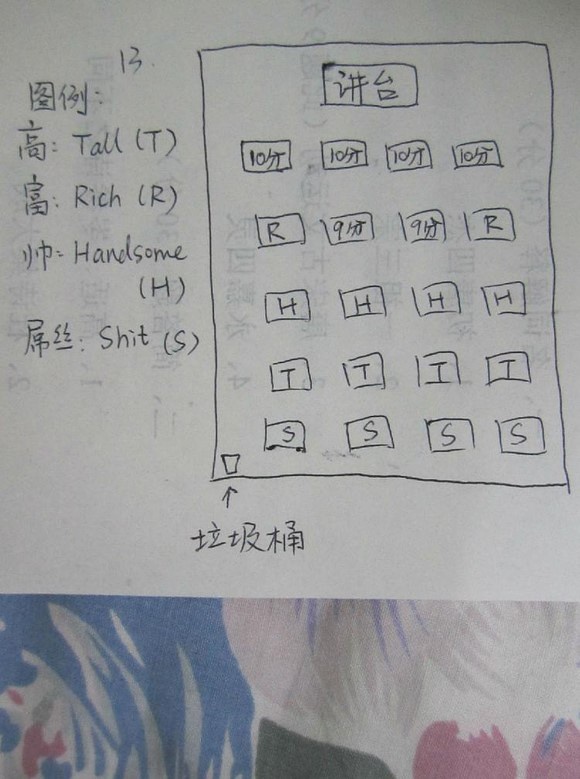 13.
图例:
高: Tall (T)
富: Rich (R)
帅: Handsome
(H)
屌丝: Shit (S)
讲台
10分 10分 10分 10分
R 9分 9分 R
H H H H
T T T T
S S S S
↑
垃圾桶